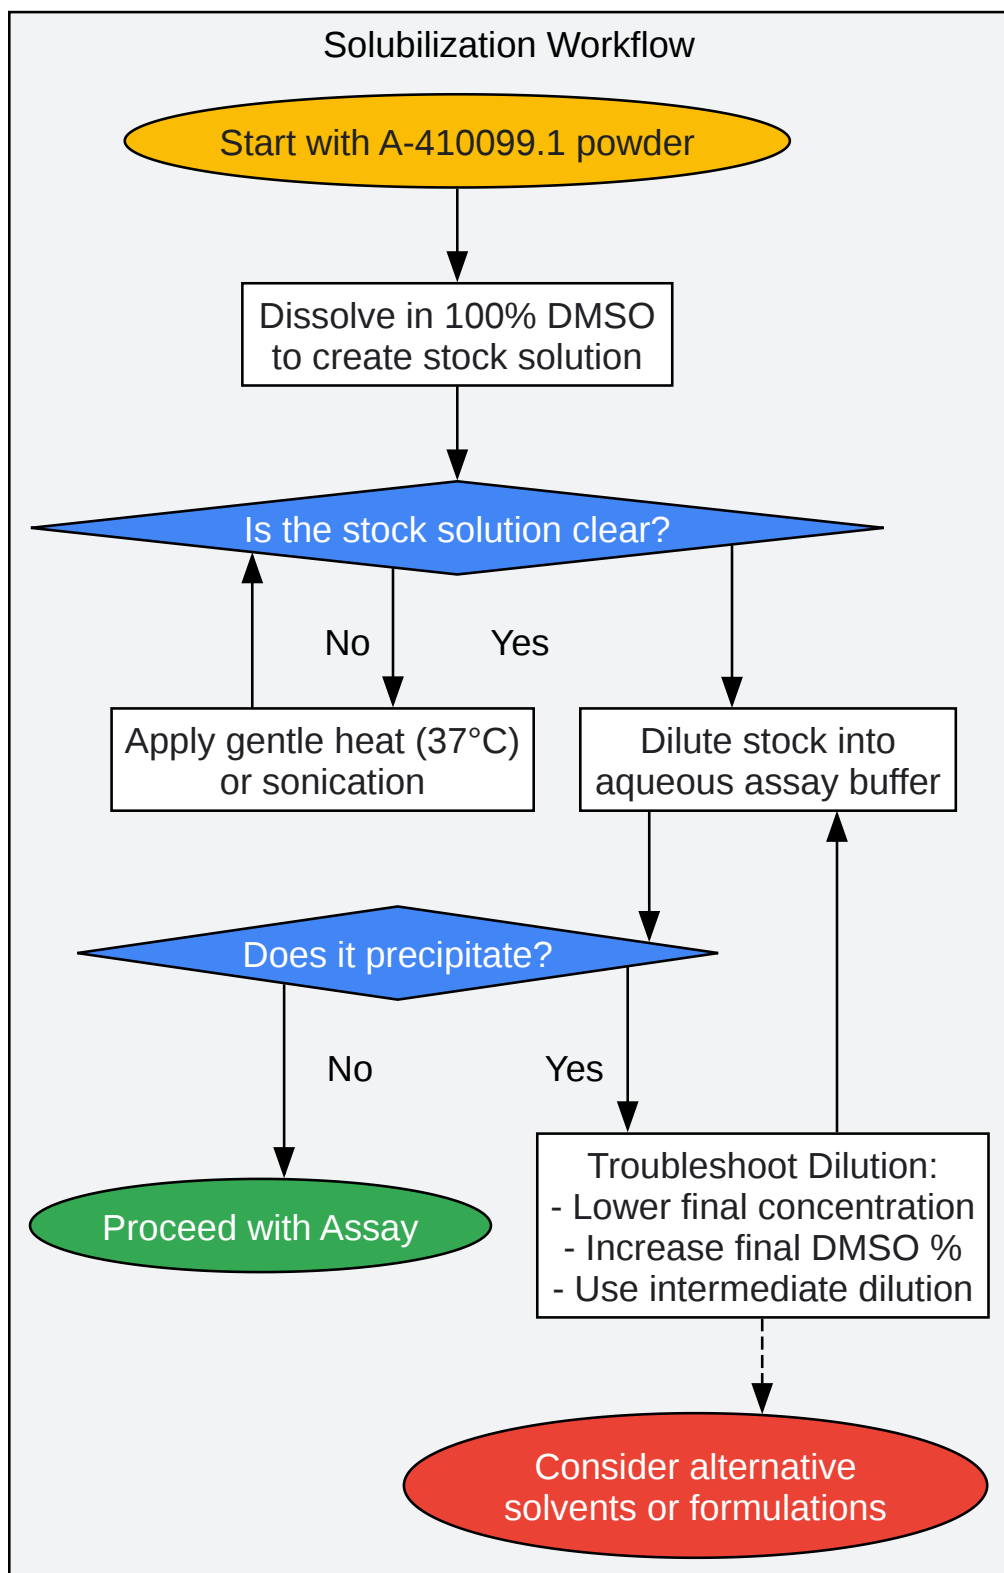 Solubilization Workflow
Start with A-410099.1 powder
Dissolve in 100% DMSO
to create stock solution
Is the stock solution clear?
No
Yes
Apply gentle heat (37°C)
or sonication
Dilute stock into
aqueous assay buffer
Does it precipitate?
No
Yes
Proceed with Assay
Troubleshoot Dilution:
- Lower final concentration
- Increase final DMSO %
- Use intermediate dilution
Consider alternative
solvents or formulations